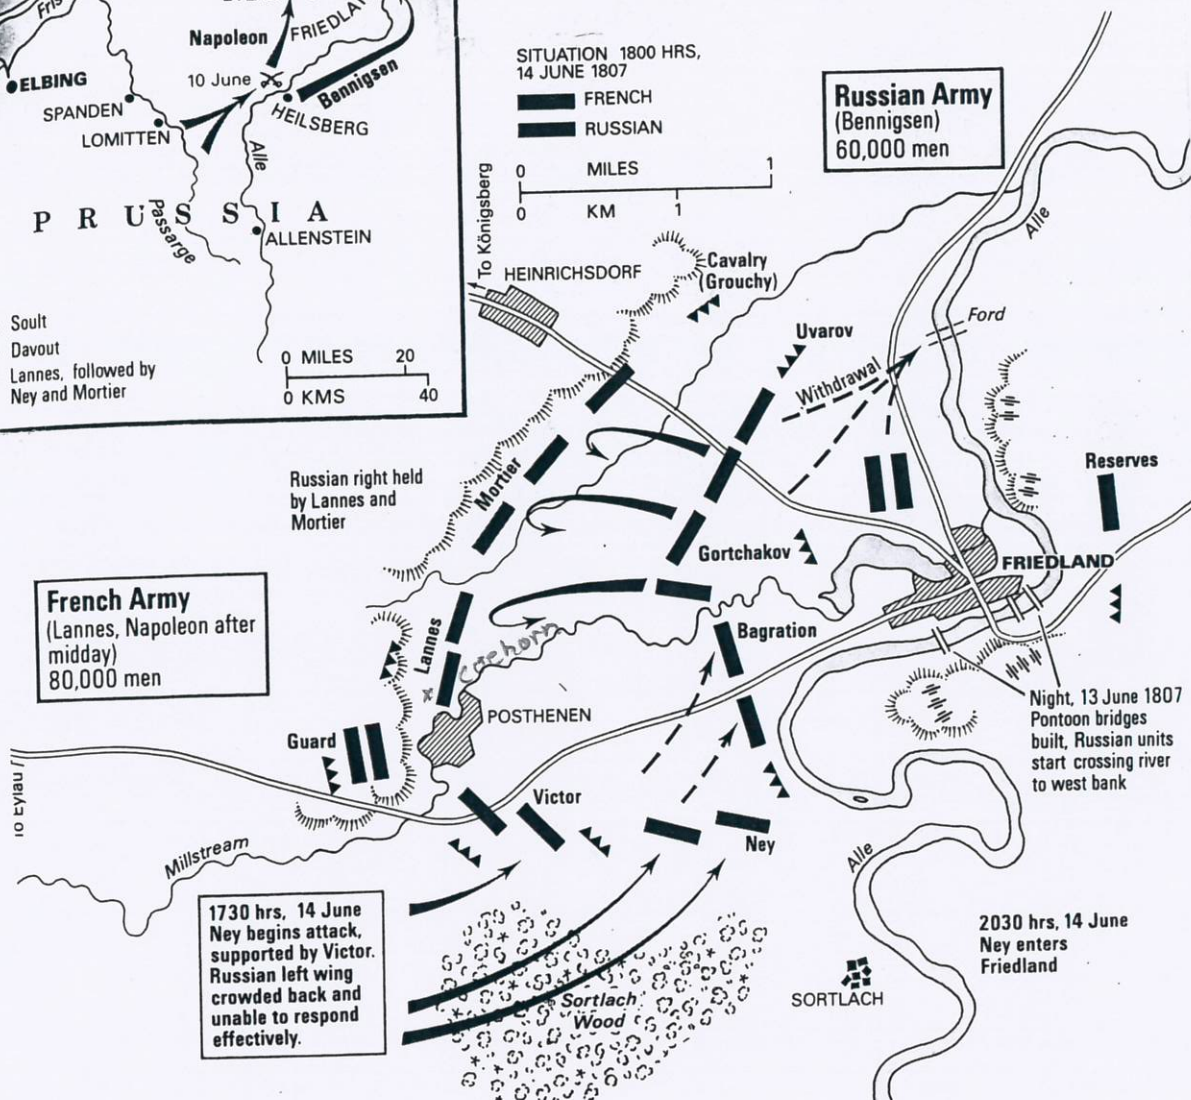 Napoleon
FRIEDLA
ELBING
10 June
Bennigsen
SPANDEN
HEILSBERG
LOMITTEN
Alle
PRUSSIA
Passarge
ALLENSTEIN
Soult
Davout
Lannes, followed by
Ney and Mortier
0 MILES 20
0 KMS 40
SITUATION 1800 HRS,
14 JUNE 1807
FRENCH
RUSSIAN
0 MILES 1
0 KM 1
Russian Army
(Bennigsen)
60,000 men
To Königsberg
HEINRICHSDORF
Cavalry
(Grouchy)
Alle
Ford
Uvarov
Withdrawal
Russian right held
by Lannes and
Mortier
Mortier
Reserves
Gortchakov
FRIEDLAND
French Army
(Lannes, Napoleon after
midday)
80,000 men
Lannes
Bagration
POSTHENEN
Guard
Night, 13 June 1807
Pontoon bridges
built, Russian units
start crossing river
to west bank
To Eylau
Victor
Ney
Millstream
Alle
1730 hrs, 14 June
Ney begins attack,
supported by Victor.
Russian left wing
crowded back and
unable to respond
effectively.
2030 hrs, 14 June
Ney enters
Friedland
Sortlach
Wood
SORTLACH